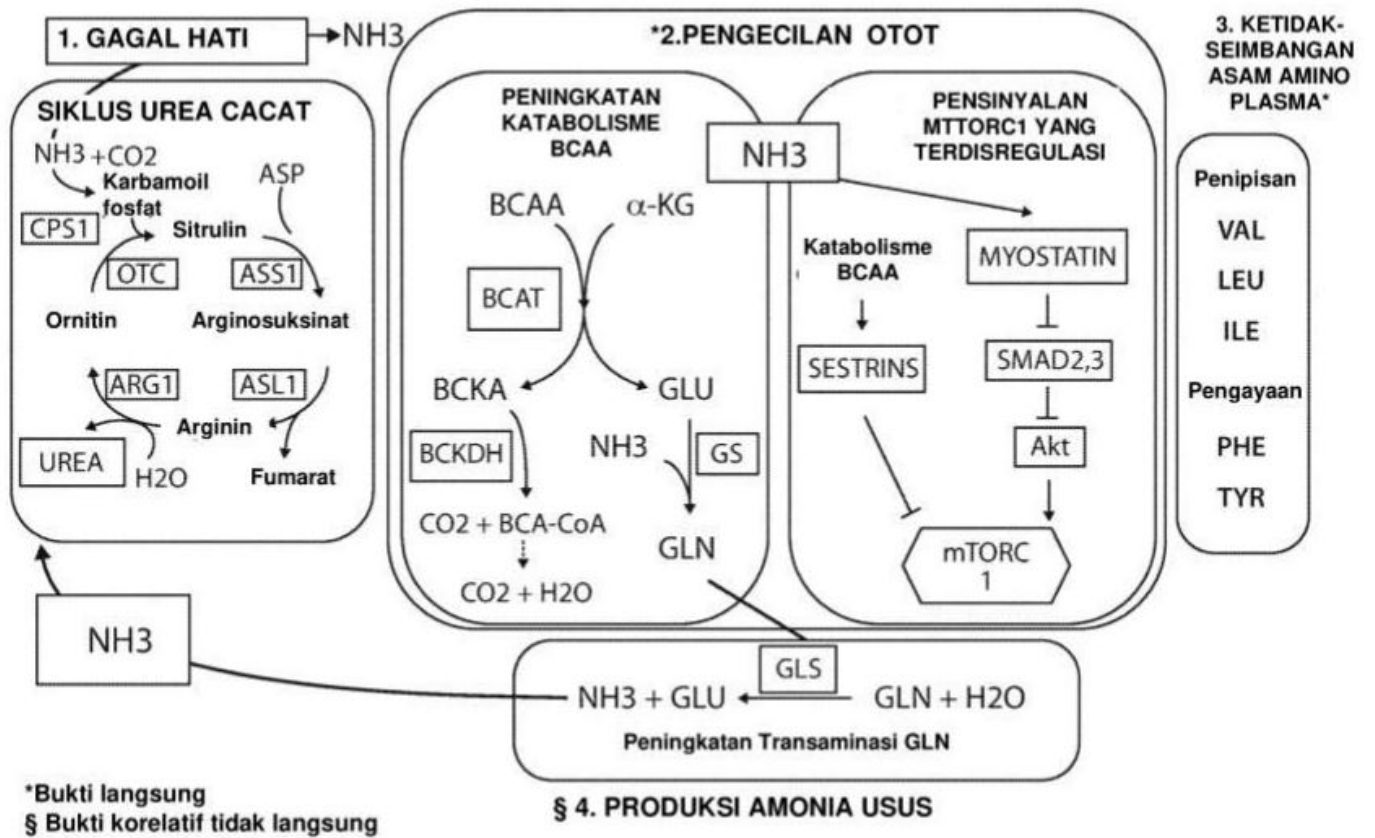 1. GAGAL HATI
NH3
SIKLUS UREA CACAT
NH3 +CO2
Karbamoil
fosfat
ASP
CPS1
Sitrulin
OTC
ASS1
Ornitin
Arginosuksinat
ARG1
ASL1
Arginin
UREA
H2O
Fumarat
NH3
*2.PENGECILAN OTOT
PENINGKATAN
KATABOLISME
BCAA
NH3
BCAA
α-KG
BCAT
BCKA
GLU
BCKDH
NH3
GS
CO2 + BCA-CoA
GLN
CO2 + H2O
PENSINYALAN
MTTORC1 YANG
TERDISREGULASI
Katabolisme
BCAA
MYOSTATIN
SESTRINS
SMAD2,3
Akt
mTORC
1
3. KETIDAK-
SEIMBANGAN
ASAM AMINO
PLASMA*
Penipisan
VAL
LEU
ILE
Pengayaan
PHE
TYR
GLS
NH3 + GLU
GLN + H2O
Peningkatan Transaminasi GLN
§ 4. PRODUKSI AMONIA USUS
*Bukti langsung
§ Bukti korelatif tidak langsung